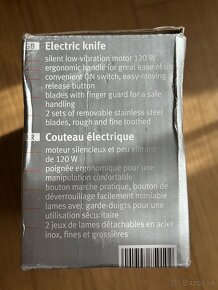 GB
Electric knife
silent low-vibration motor 120 W
ergonomic handle for great ease of use
convenient ON switch, easy-moving
release button
blades with finger guard for a safe
handling
2 sets of removable stainless steel
blades, rough and fine toothed
Couteau électrique
moteur silencieux et peu vibrant
de 120 W
poignée ergonomique pour une
manipulation confortable
bouton marche pratique, bouton de
déverrouillage facilement maniable
lames avec garde-doigts pour une
utilisation sécuritaire
2 jeux de lames détachables en acier
inox, fines et grossières
bazos.sk